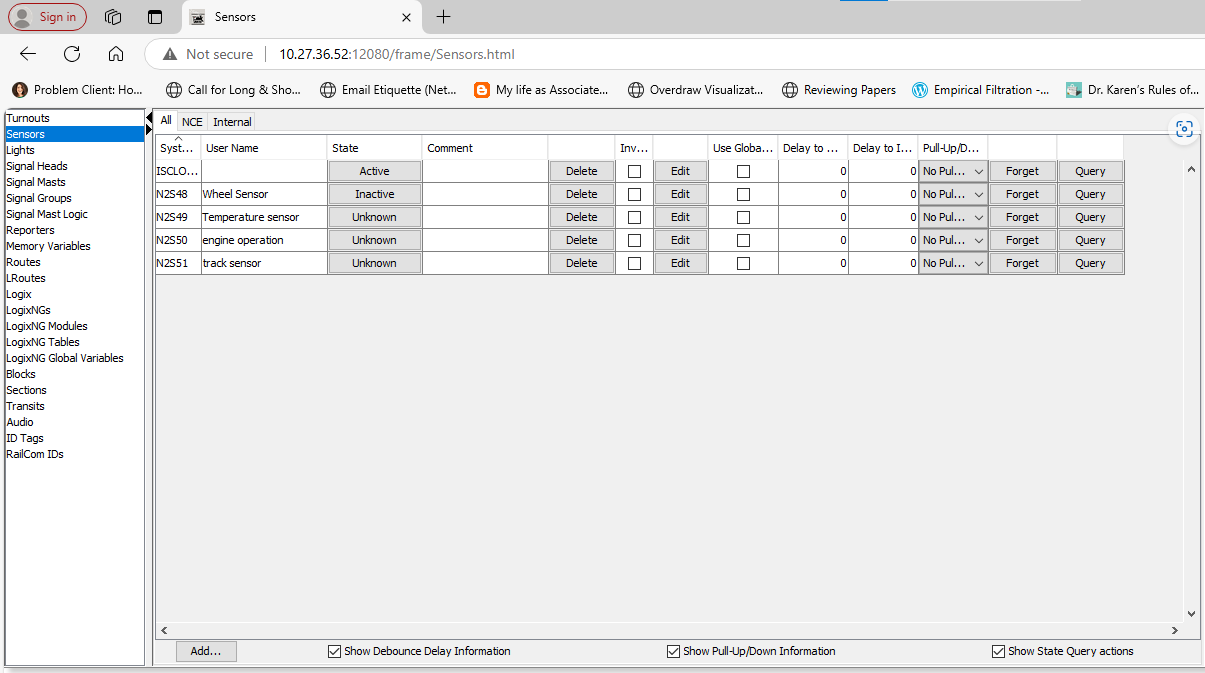 Sign in
Sensors
Not secure
10.27.36.52:12080/frame/Sensors.html
Problem Client: Ho...
Call for Long & Sho...
Email Etiquette (Net...
My life as Associate...
Overdraw Visualizat...
Reviewing Papers
Empirical Filtration -...
Dr. Karen's Rules of...
Turnouts
Sensors
Lights
Signal Heads
Signal Masts
Signal Groups
Signal Mast Logic
Reporters
Memory Variables
Routes
LRoutes
Logix
LogixNGs
LogixNG Modules
LogixNG Tables
LogixNG Global Variables
Blocks
Sections
Transits
Audio
ID Tags
RailCom IDs
All NCE Internal
Syst... User Name State Comment Inv... Use Globa... Delay to ... Delay to I... Pull-Up/D...
ISCLO... Active Delete Edit 0 0 No Pul... Forget Query
N2S48 Wheel Sensor Inactive Delete Edit 0 0 No Pul... Forget Query
N2S49 Temperature sensor Unknown Delete Edit 0 0 No Pul... Forget Query
N2S50 engine operation Unknown Delete Edit 0 0 No Pul... Forget Query
N2S51 track sensor Unknown Delete Edit 0 0 No Pul... Forget Query
Add... Show Debounce Delay Information Show Pull-Up/Down Information Show State Query actions